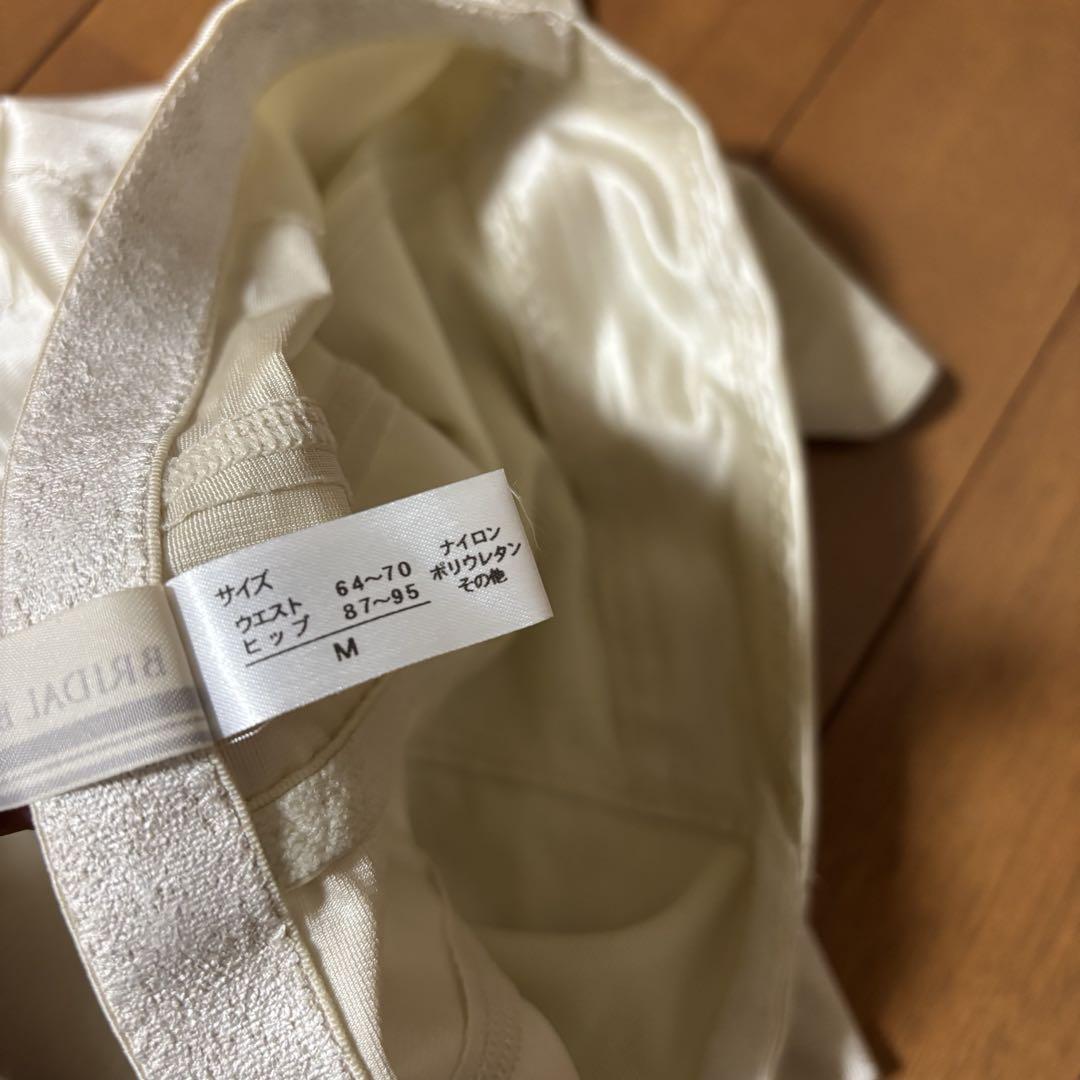 サイズ
ウエスト 64～70
ヒップ 87～95
M
ナイロン
ポリウレタン
その他
BRIDAL